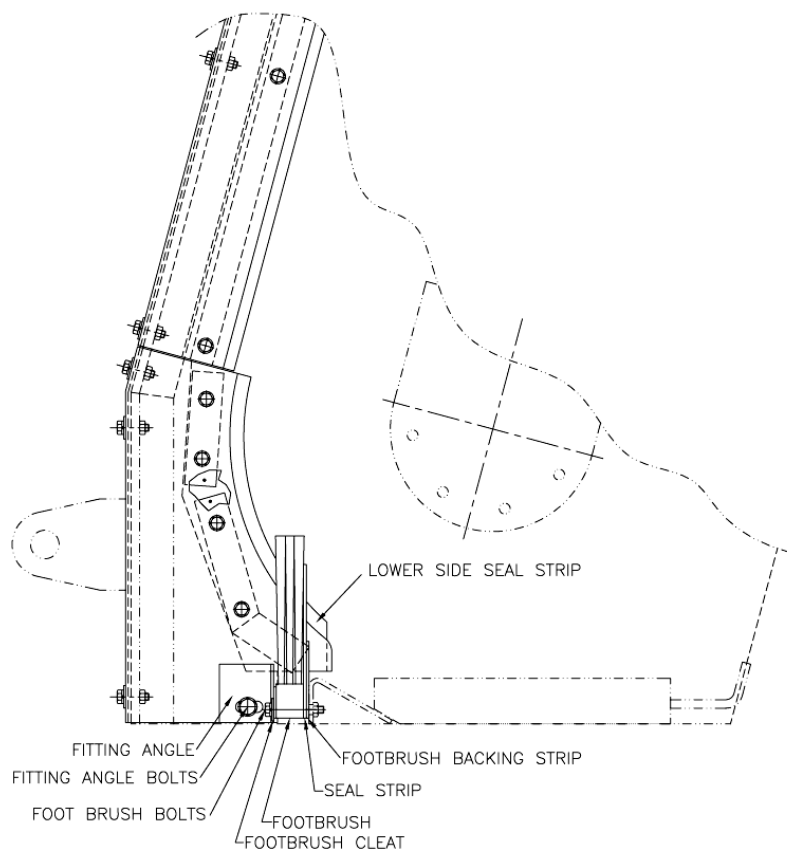 LOWER SIDE SEAL STRIP
FITTING ANGLE
FOOTBRUSH BACKING STRIP
FITTING ANGLE BOLTS
SEAL STRIP
FOOT BRUSH BOLTS
FOOTBRUSH
FOOTBRUSH CLEAT